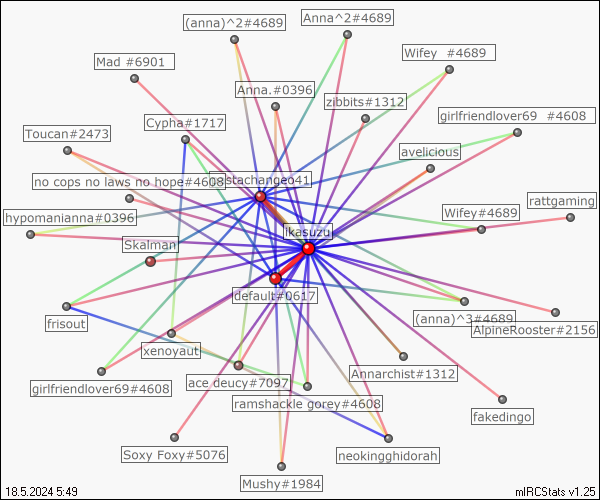 (anna)^2#4689
Anna^2#4689
Wifey  #4689
Mad #6901
Anna.#0396
zibbits#1312
Cypha#1717
girlfriendlover69  #4608
Toucan#2473
avelicious
no cops no laws no hope#4608
stachangeo41
rattgaming
hypomanianna#0396
Wifey#4689
ikasuzu
Skalman
default#0617
(anna)^3#4689
frisout
AlpineRooster#2156
xenoyaut
Annarchist#1312
girlfriendlover69#4608
ace deucy#7097
ramshackle gorey#4608
fakedingo
Soxy Foxy#5076
neokingghidorah
Mushy#1984
18.5.2024 5:49
mIRCStats v1.25